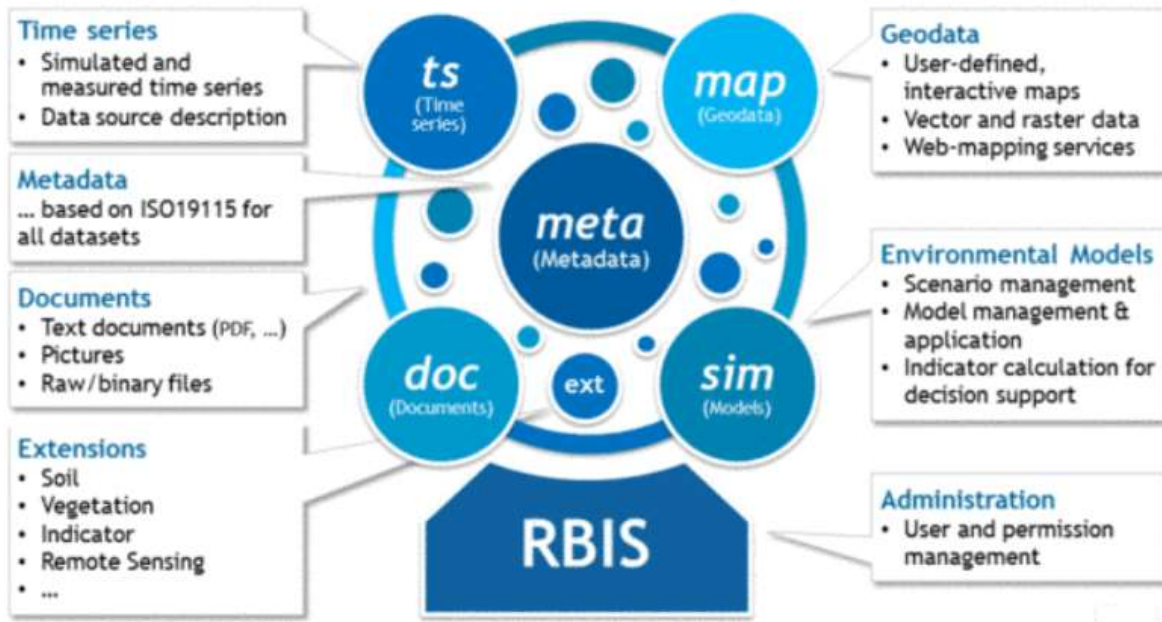 Time series
• Simulated and
measured time series
• Data source description
Metadata
... based on ISO19115 for
all datasets
Documents
• Text documents (PDF, ...)
• Pictures
• Raw/binary files
Extensions
• Soil
• Vegetation
• Indicator
• Remote Sensing
• ...
ts
(Time
series)
map
(Geodata)
meta
(Metadata)
doc
(Documents)
ext
sim
(Models)
RBIS
Geodata
• User-defined,
interactive maps
• Vector and raster data
• Web-mapping services
Environmental Models
• Scenario management
• Model management &
application
• Indicator calculation for
decision support
Administration
• User and permission
management